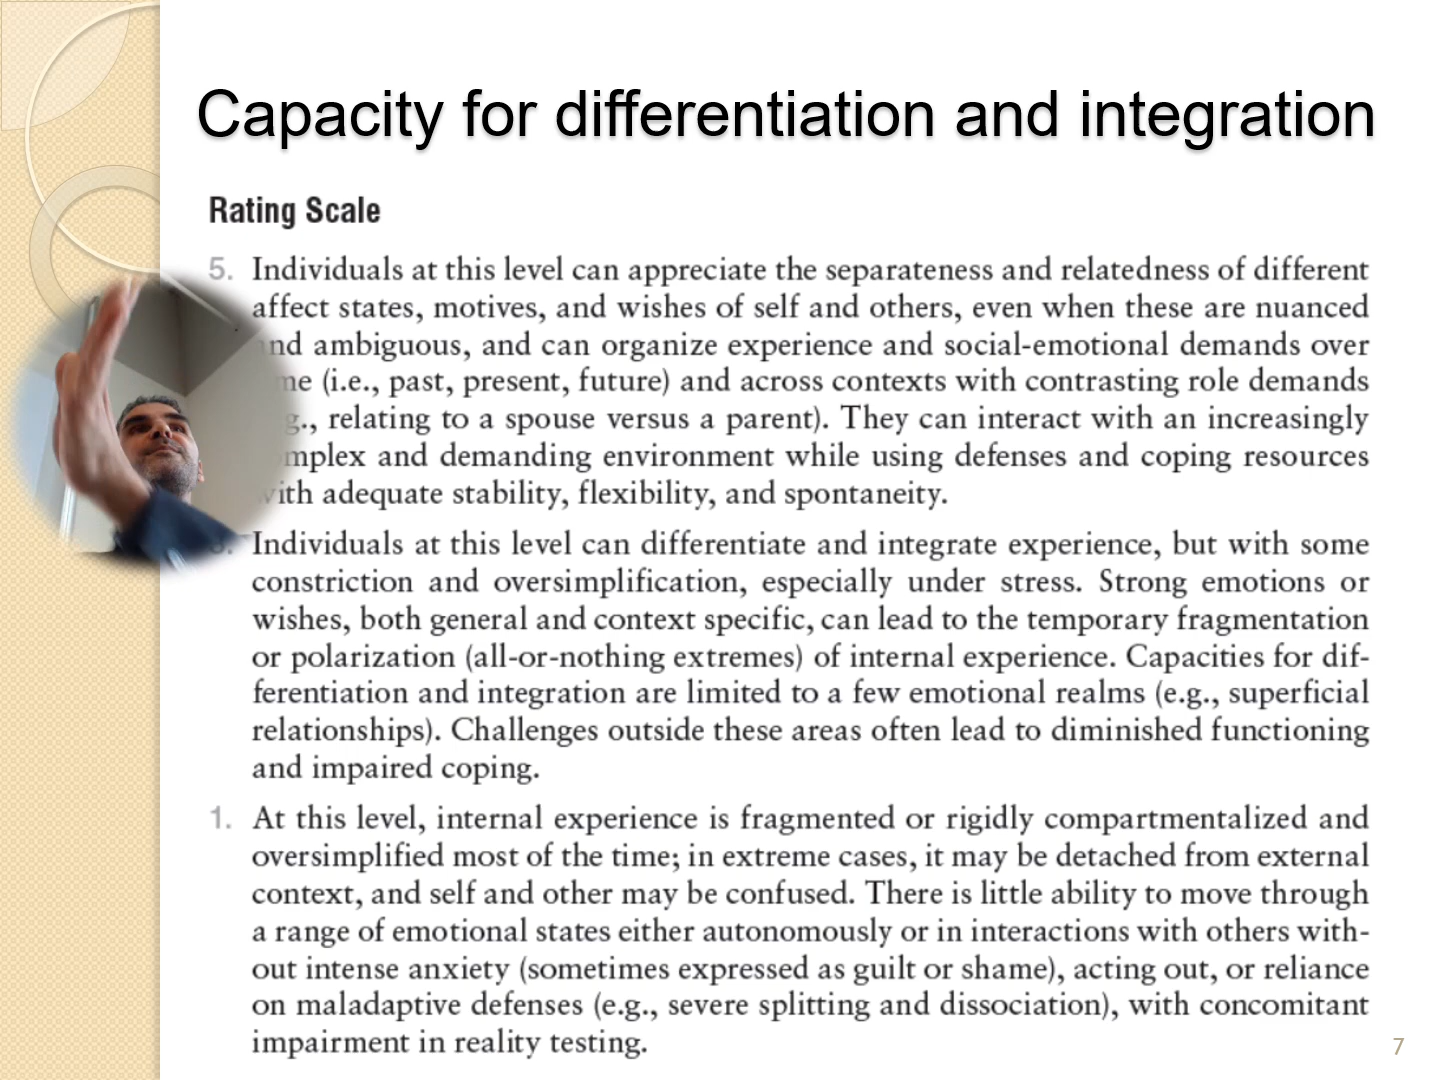 Capacity for differentiation and integration
Rating Scale
5. Individuals at this level can appreciate the separateness and relatedness of different
affect states, motives, and wishes of self and others, even when these are nuanced
and ambiguous, and can organize experience and social-emotional demands over
(i.e., past, present, future) and across contexts with contrasting role demands
relating to a spouse versus a parent). They can interact with an increasingly
and demanding environment while using defenses and coping resources
with adequate stability, flexibility, and spontaneity.
Individuals at this level can differentiate and integrate experience, but with some
constriction and oversimplification, especially under stress. Strong emotions or
wishes, both general and context specific, can lead to the temporary fragmentation
or polarization (all-or-nothing extremes) of internal experience. Capacities for dif-
ferentiation and integration are limited to a few emotional realms (e.g., superficial
relationships). Challenges outside these areas often lead to diminished functioning
and impaired coping.
1. At this level, internal experience is fragmented or rigidly compartmentalized and
oversimplified most of the time; in extreme cases, it may be detached from external
context, and self and other may be confused. There is little ability to move through
a range of emotional states either autonomously or in interactions with others with-
out intense anxiety (sometimes expressed as guilt or shame), acting out, or reliance
on maladaptive defenses (e.g., severe splitting and dissociation), with concomitant
impairment in reality testing.
7